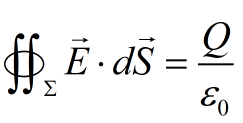 ∯_Σ E⃗ · dS⃗ = Q/ε₀